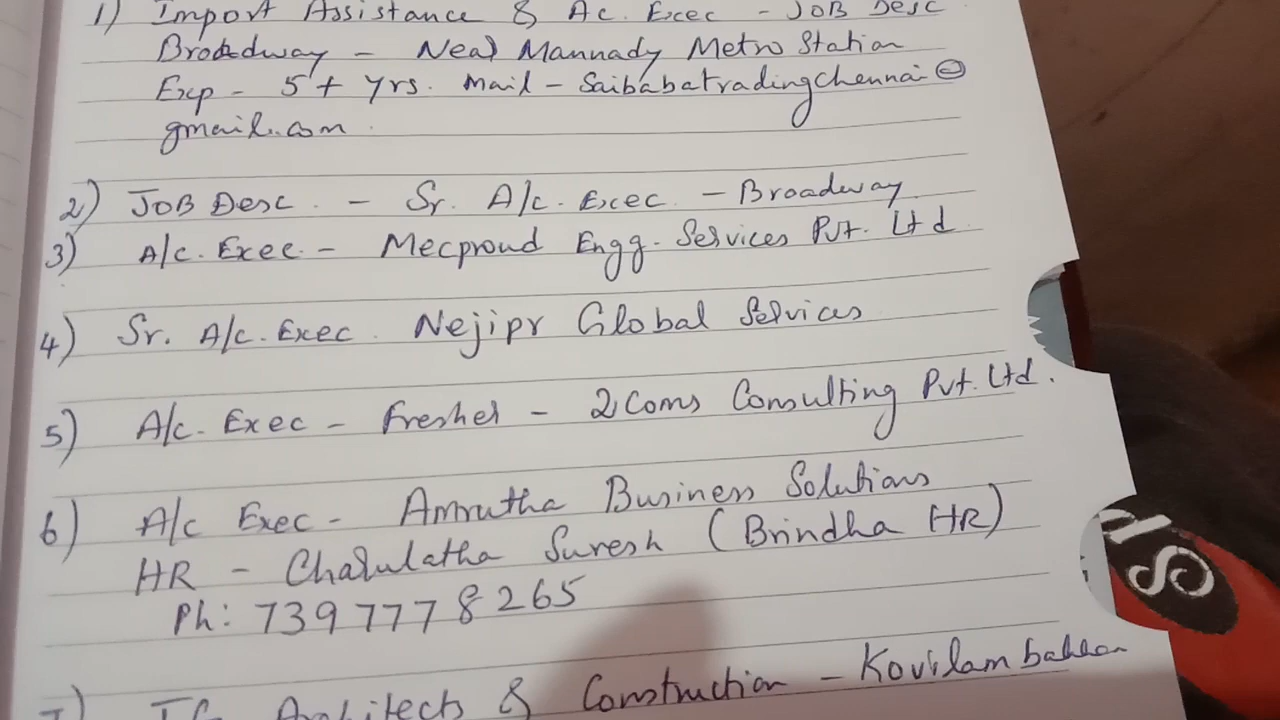 1) Import Assistance & Ac. Exec - JOB Desc
Broadway - Near Mannady Metro Station
Exp - 5+ Yrs. Mail - Saibabatradingchennai@
gmail.com
2) JOB Desc. - Sr. A/c. Exec - Broadway
3) A/c. Exec. - Mecproud Engg. Services Pvt. Ltd
4) Sr. A/c. Exec. Nejipr Global Services
5) A/c. Exec - Fresher - 2Coms Consulting Pvt. Ltd.
6) A/c Exec - Amrutha Business Solutions
HR - Charulatha Suresh (Brindha HR)
Ph: 7397778265
7) Architects & Construction -